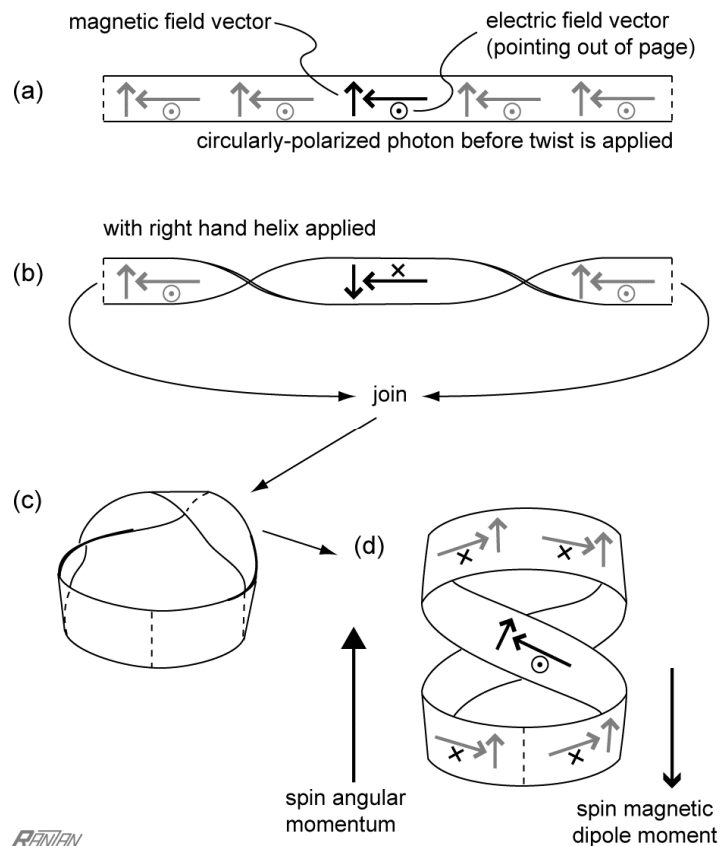 magnetic field vector
electric field vector
(pointing out of page)
(a)
circularly-polarized photon before twist is applied
with right hand helix applied
(b)
join
(c)
(d)
spin angular
momentum
spin magnetic
dipole moment
RANTAN